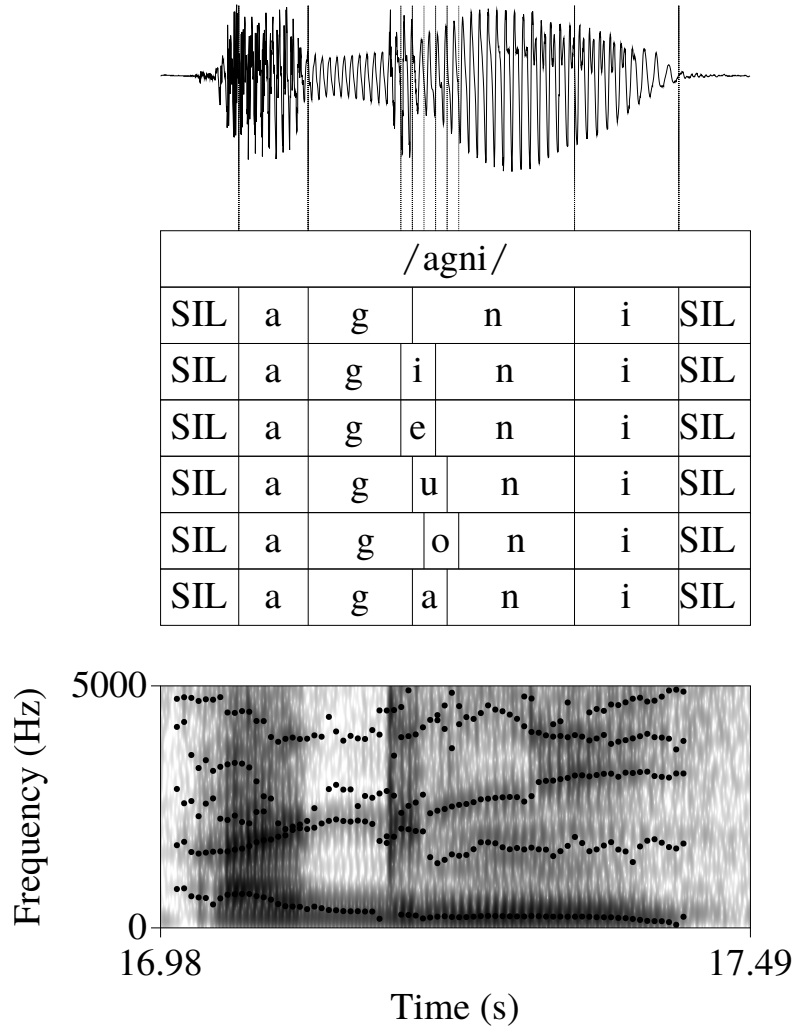 /agni/
SIL a g n i SIL
SIL a g i n i SIL
SIL a g e n i SIL
SIL a g u n i SIL
SIL a g o n i SIL
SIL a g a n i SIL
5000
Frequency (Hz)
0
16.98 17.49
Time (s)